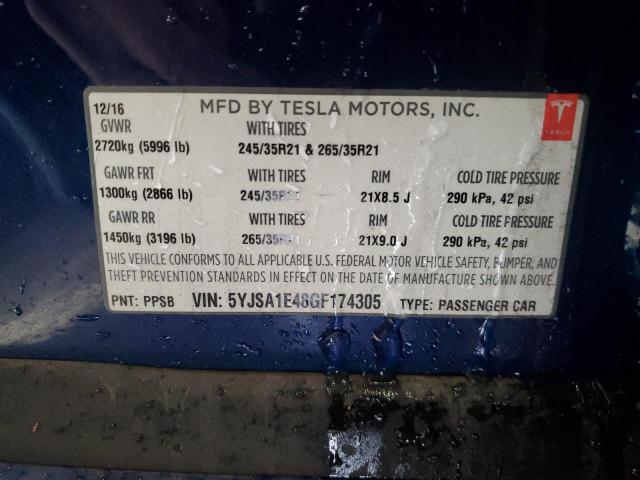 12/16 MFD BY TESLA MOTORS, INC.
GVWR WITH TIRES
2720kg (5996 lb) 245/35R21 & 265/35R21
GAWR FRT WITH TIRES RIM COLD TIRE PRESSURE
1300kg (2866 lb) 245/35R21 21X8.5 J 290 kPa, 42 psi
GAWR RR WITH TIRES RIM COLD TIRE PRESSURE
1450kg (3196 lb) 265/35R21 21X9.0 J 290 kPa, 42 psi
THIS VEHICLE CONFORMS TO ALL APPLICABLE U.S. FEDERAL MOTOR VEHICLE SAFETY, BUMPER, AND
THEFT PREVENTION STANDARDS IN EFFECT ON THE DATE OF MANUFACTURE SHOWN ABOVE.
PNT: PPSB VIN: 5YJSA1E48GF174305 TYPE: PASSENGER CAR
TESLA